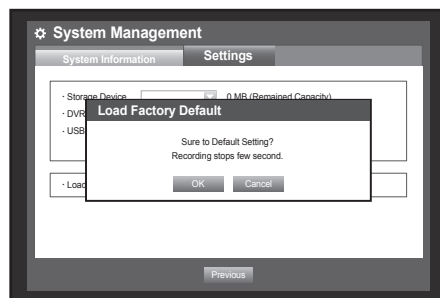 System Management
System Information Settings
· Storage Device 0 MB (Remained Capacity)
· DVR
· USB
Load Factory Default
Sure to Default Setting?
Recording stops few second.
OK Cancel
· Load
Previous